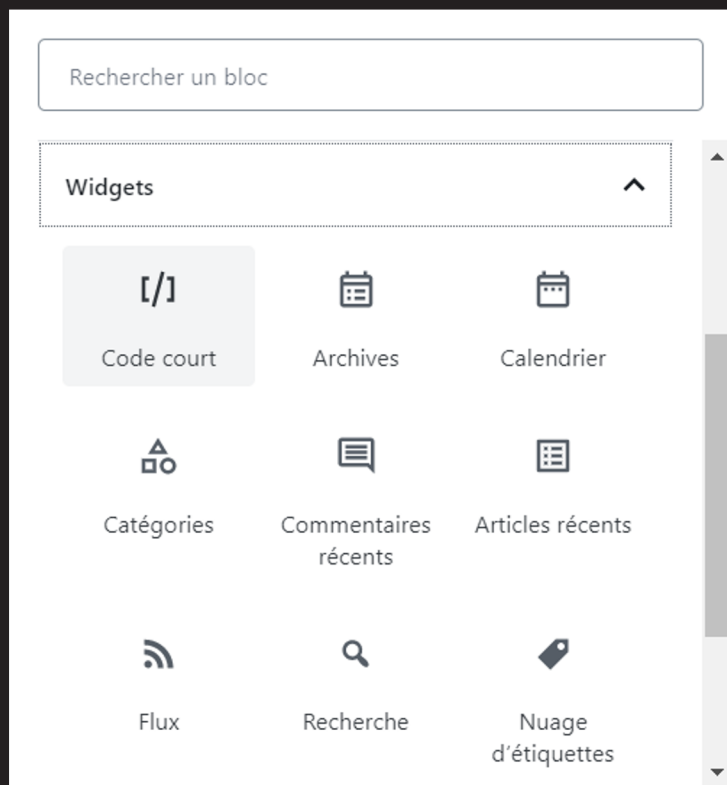 Rechercher un bloc
Widgets
[/]
Code court
Archives
Calendrier
Catégories
Commentaires
récents
Articles récents
Flux
Recherche
Nuage
d’étiquettes